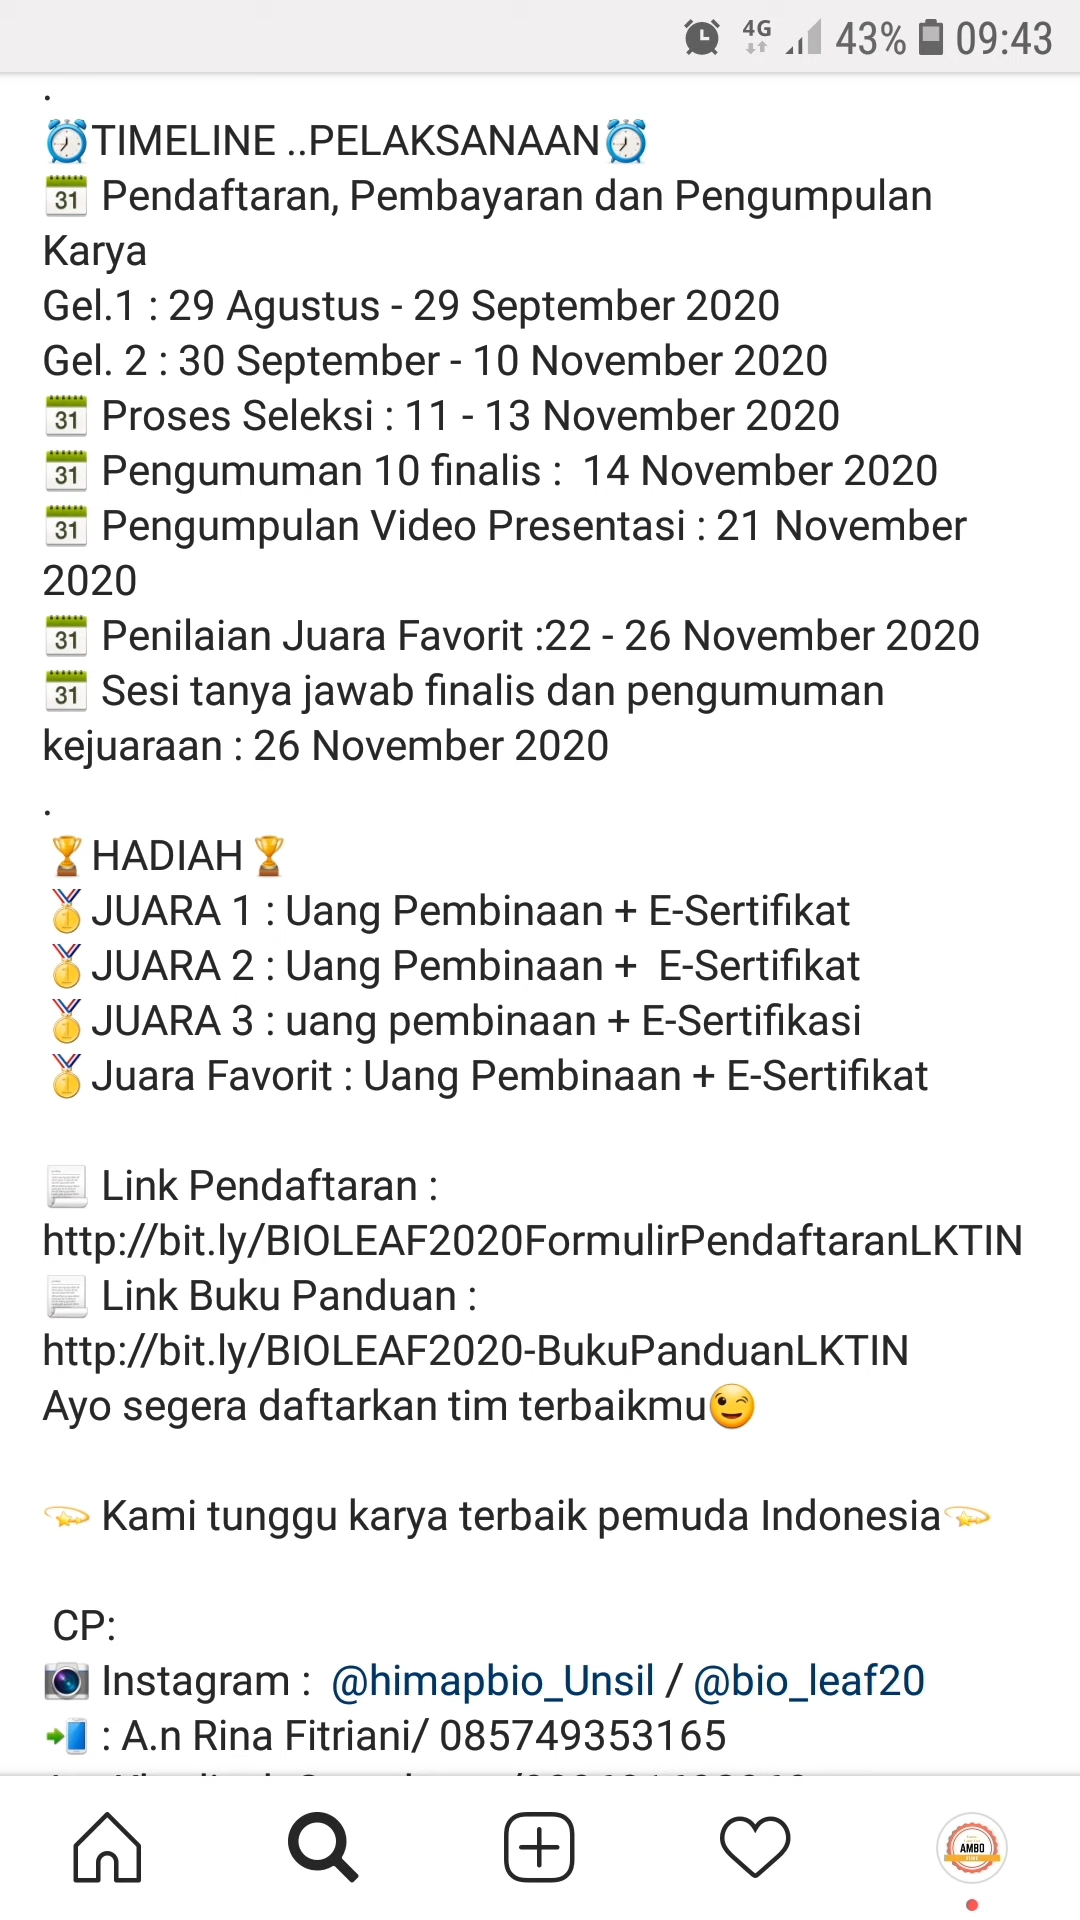 4G 43% 09:43
.
⏰TIMELINE ..PELAKSANAAN⏰
📅 Pendaftaran, Pembayaran dan Pengumpulan
Karya
Gel.1 : 29 Agustus - 29 September 2020
Gel. 2 : 30 September - 10 November 2020
📅 Proses Seleksi : 11 - 13 November 2020
📅 Pengumuman 10 finalis :  14 November 2020
📅 Pengumpulan Video Presentasi : 21 November
2020
📅 Penilaian Juara Favorit :22 - 26 November 2020
📅 Sesi tanya jawab finalis dan pengumuman
kejuaraan : 26 November 2020
.
🏆HADIAH🏆
🏅JUARA 1 : Uang Pembinaan + E-Sertifikat
🏅JUARA 2 : Uang Pembinaan +  E-Sertifikat
🏅JUARA 3 : uang pembinaan + E-Sertifikasi
🏅Juara Favorit : Uang Pembinaan + E-Sertifikat
📃 Link Pendaftaran :
http://bit.ly/BIOLEAF2020FormulirPendaftaranLKTIN
📃 Link Buku Panduan :
http://bit.ly/BIOLEAF2020-BukuPanduanLKTIN
Ayo segera daftarkan tim terbaikmu😉
💫 Kami tunggu karya terbaik pemuda Indonesia💫
CP:
📷 Instagram :  @himapbio_Unsil / @bio_leaf20
📲 : A.n Rina Fitriani/ 085749353165
AMBO